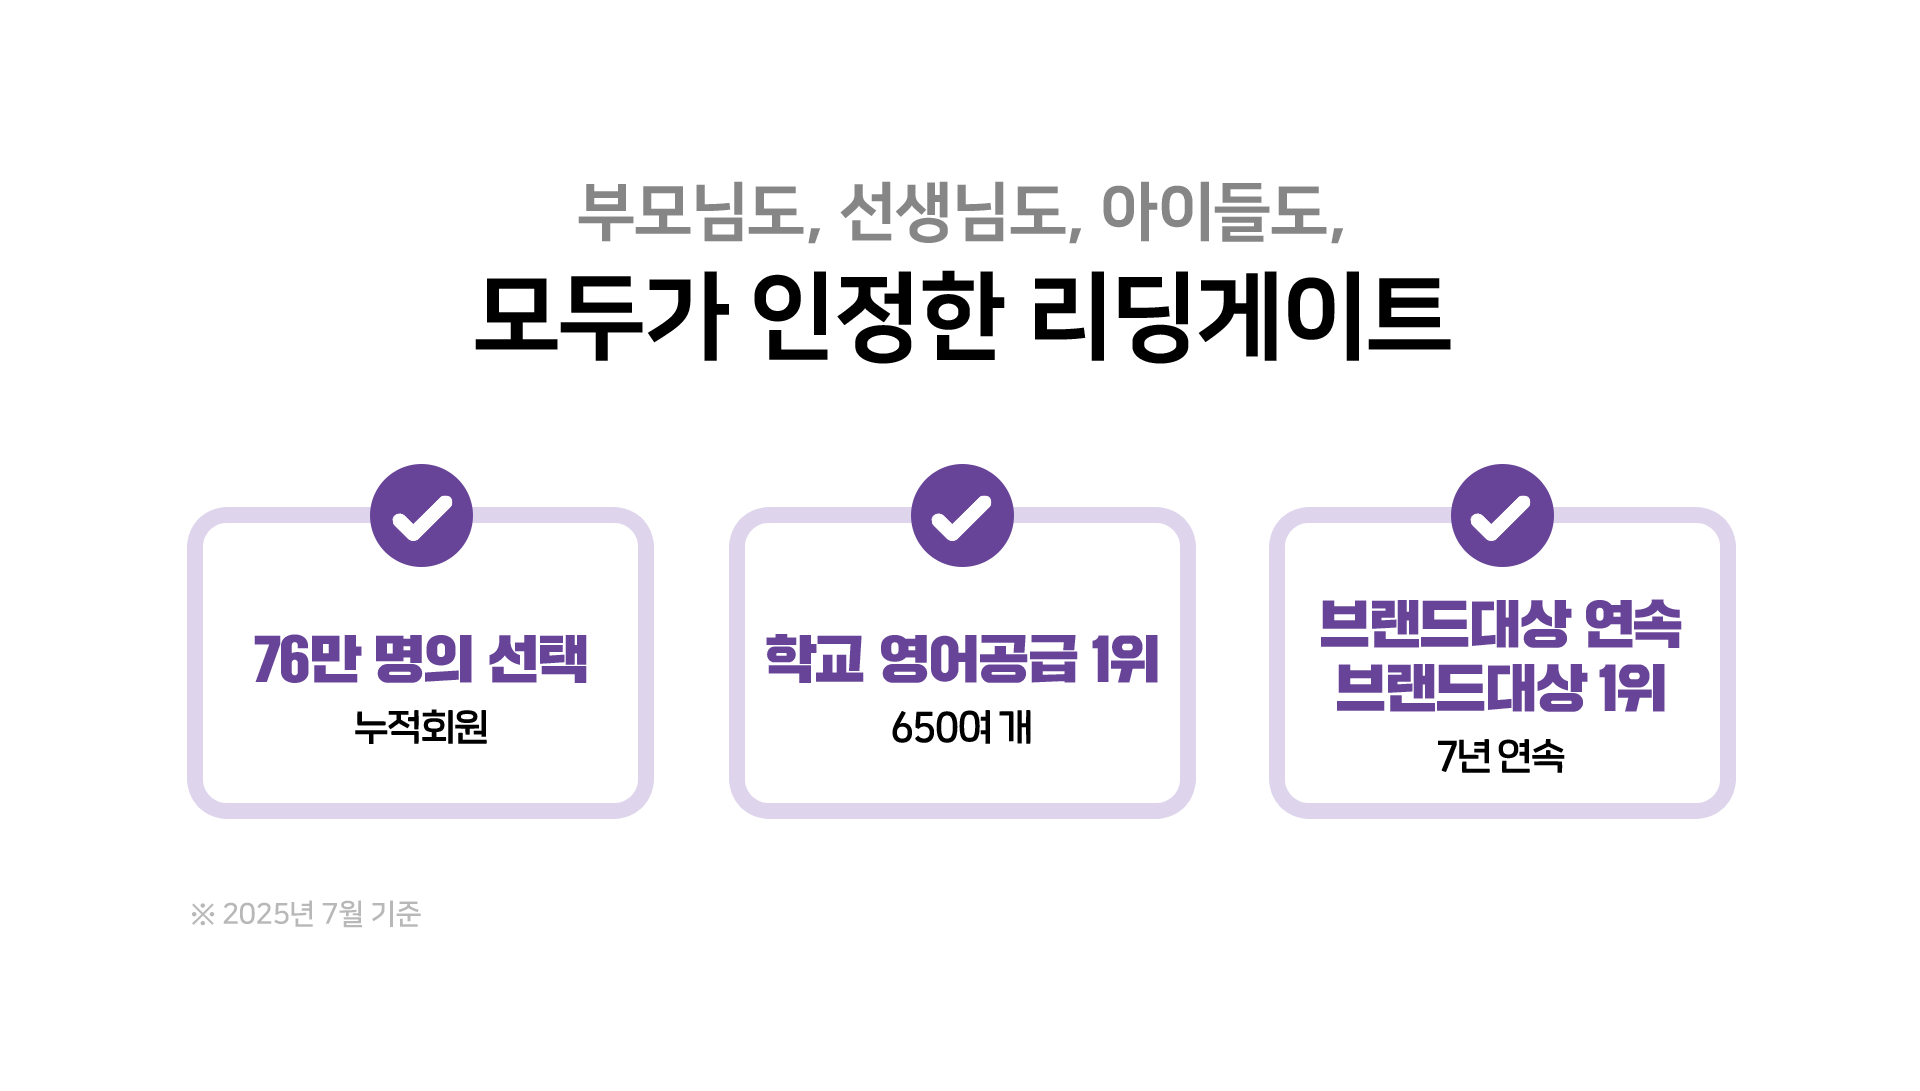 부모님도, 선생님도, 아이들도,
모두가 인정한 리딩게이트
76만 명의 선택
누적회원
학교 영어공급 1위
650여 개
브랜드대상 연속
브랜드대상 1위
7년 연속
※ 2025년 7월 기준